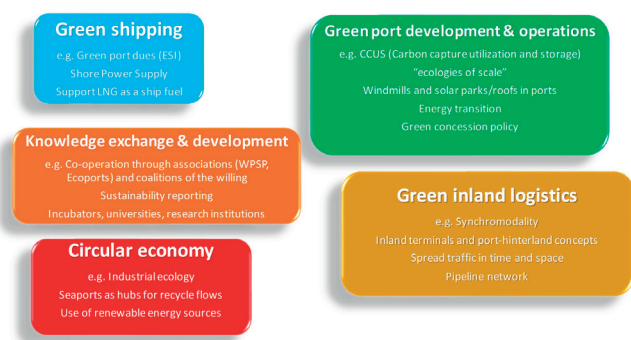 Green shipping
e.g. Green port dues (ESI)
Shore Power Supply
Support LNG as a ship fuel
Green port development & operations
e.g. CCUS (Carbon capture utilization and storage)
“ecologies of scale”
Windmills and solar parks/roofs in ports
Energy transition
Green concession policy
Knowledge exchange & development
e.g. Co-operation through associations (WPSP,
Ecoports) and coalitions of the willing
Sustainability reporting
Incubators, universities, research institutions
Green inland logistics
e.g. Synchromodality
Inland terminals and port-hinterland concepts
Spread traffic in time and space
Pipeline network
Circular economy
e.g. Industrial ecology
Seaports as hubs for recycle flows
Use of renewable energy sources